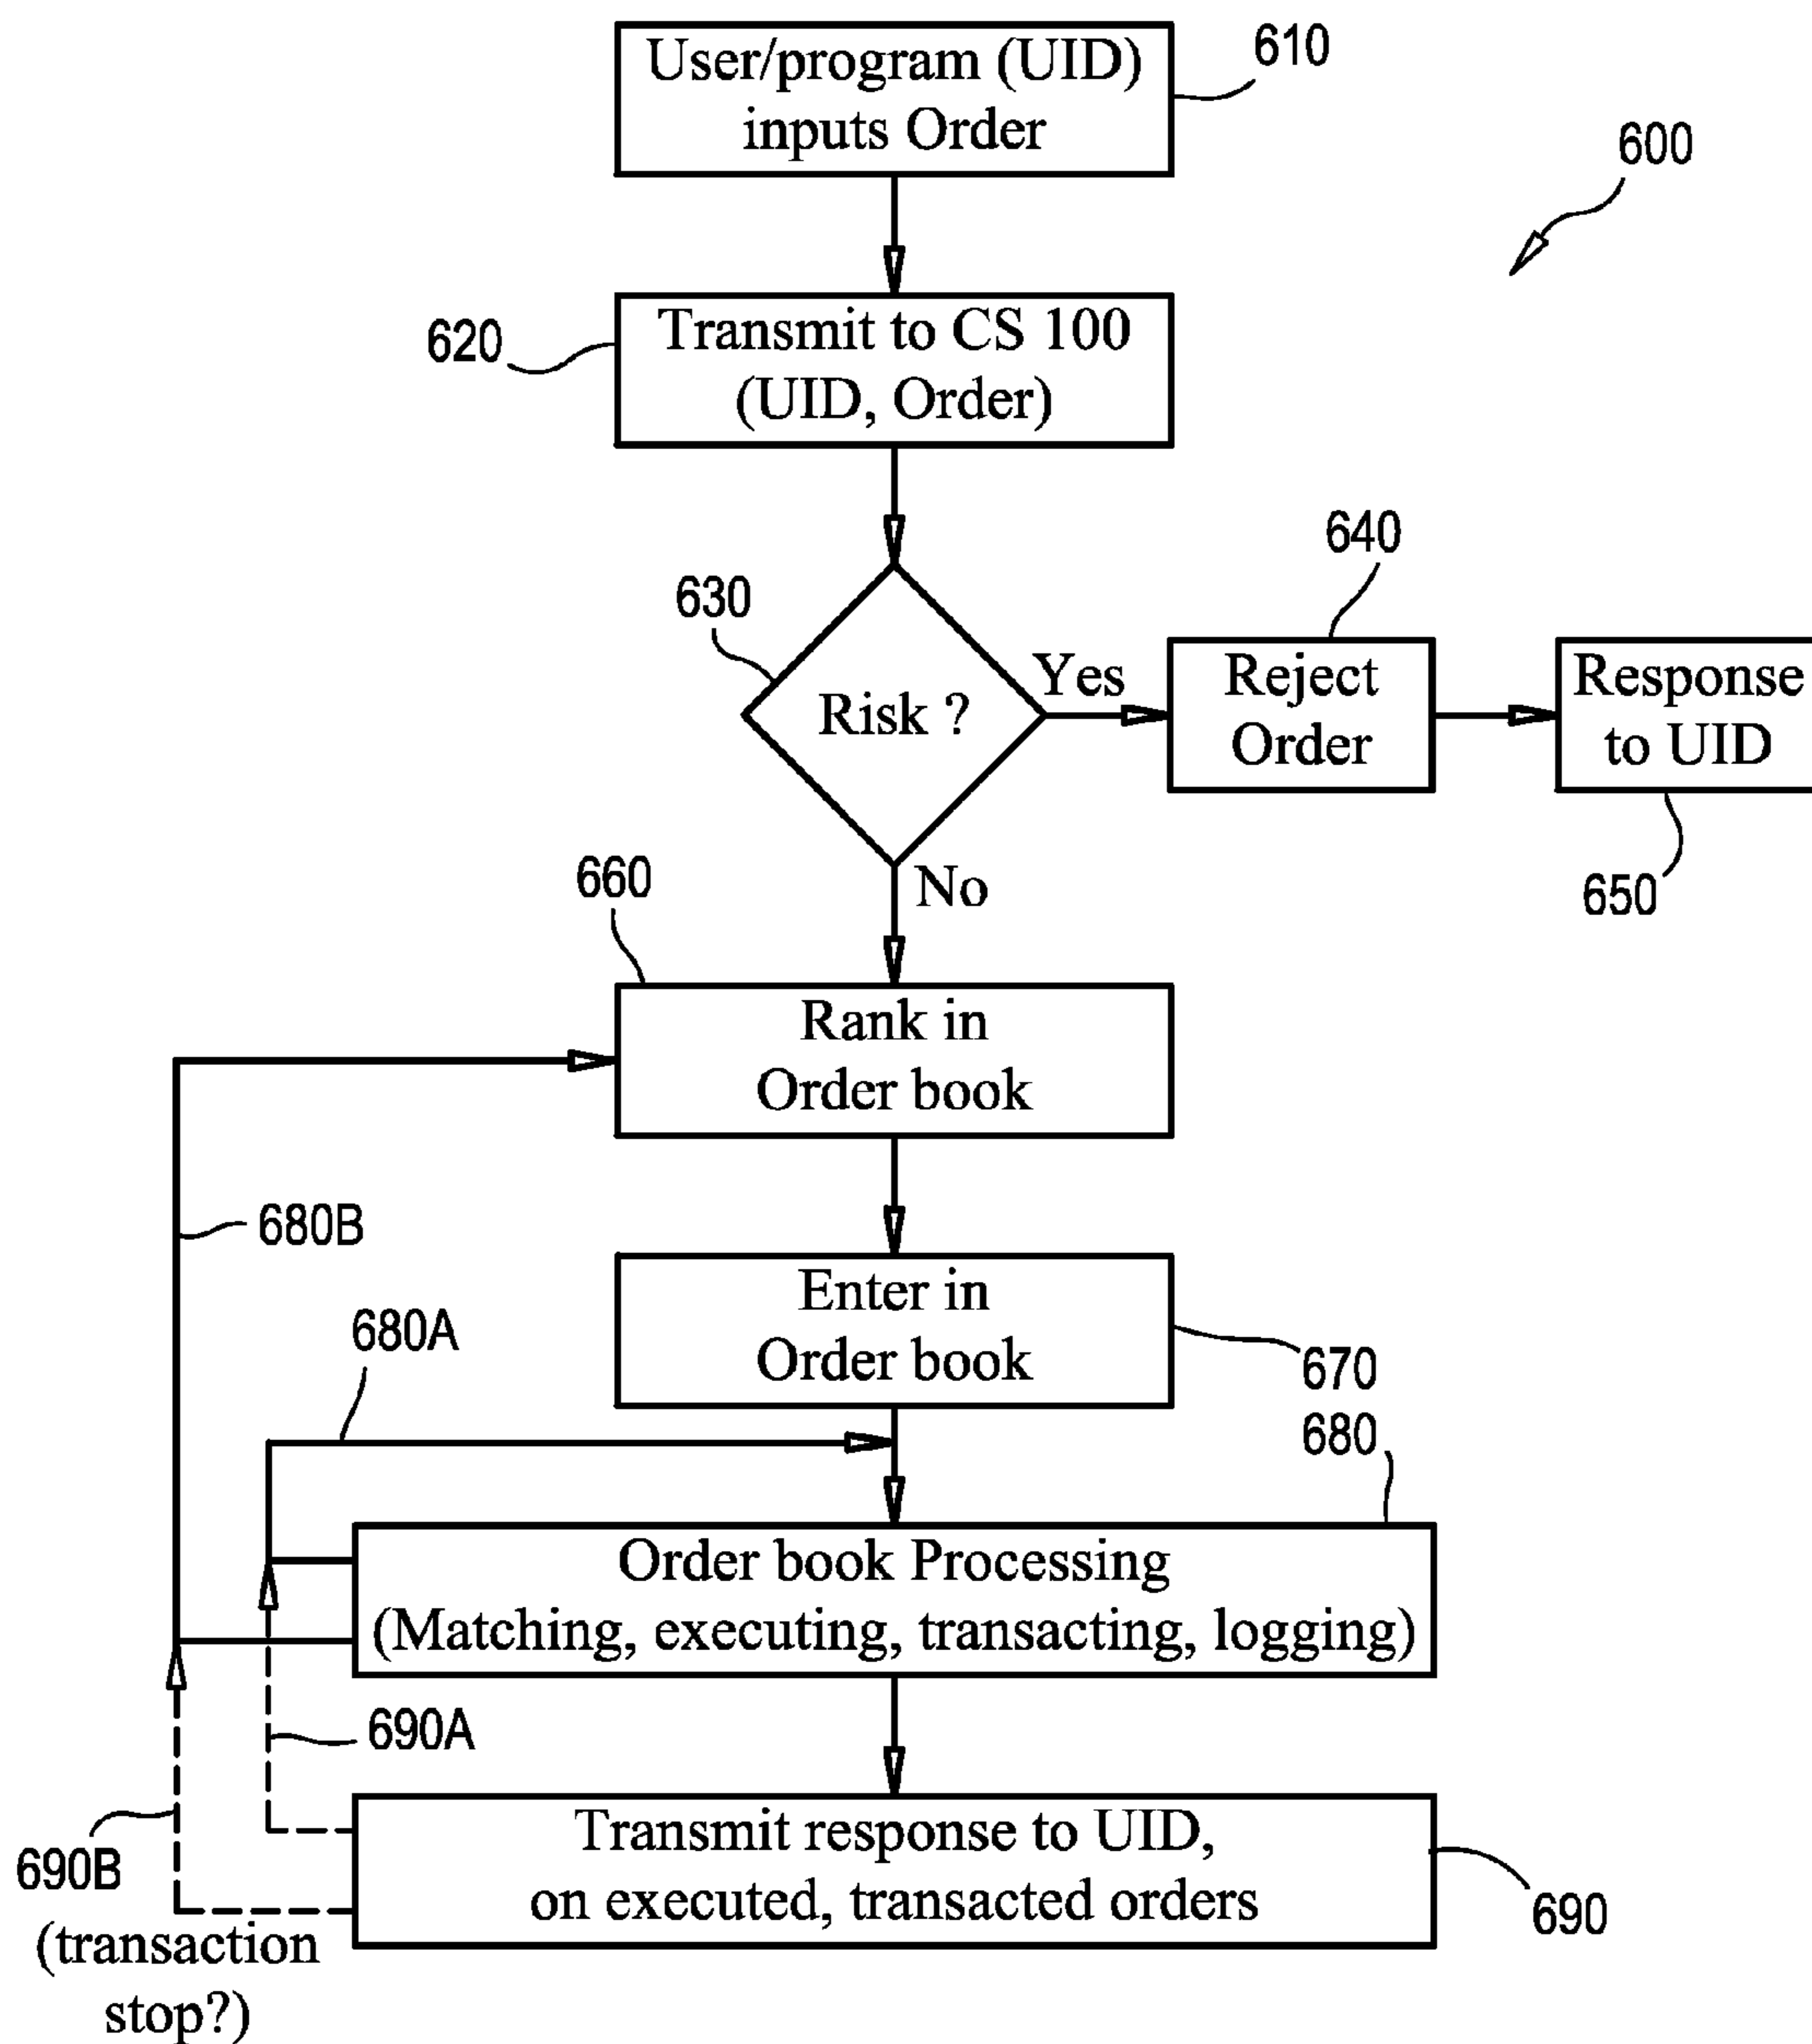 User/program (UID)
inputs Order
610
600
Transmit to CS 100
(UID, Order)
620
630
Risk ?
Yes
640
Reject
Order
Response
to UID
650
No
660
Rank in
Order book
680B
Enter in
Order book
670
680A
680
Order book Processing
(Matching, executing, transacting, logging)
690A
690B
(transaction
stop?)
Transmit response to UID,
on executed, transacted orders
690